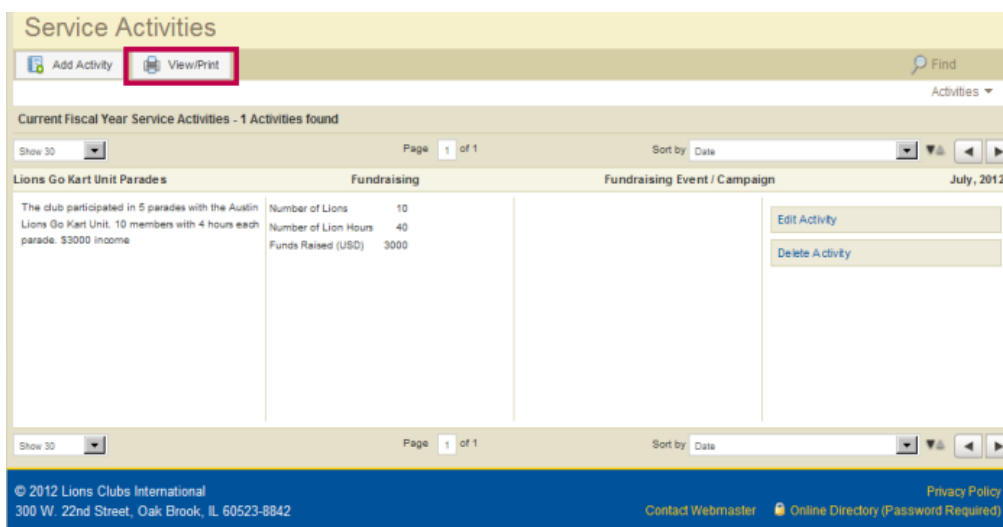 Service Activities
Add Activity View/Print Find
Activities
Current Fiscal Year Service Activities - 1 Activities found
Show 30 Page 1 of 1 Sort by Date
Lions Go Kart Unit Parades Fundraising Fundraising Event / Campaign July, 2012
The club participated in 5 parades with the Austin
Lions Go Kart Unit. 10 members with 4 hours each
parade. $3000 income
Number of Lions 10
Number of Lion Hours 40
Funds Raised (USD) 3000
Edit Activity
Delete Activity
Show 30 Page 1 of 1 Sort by Date
© 2012 Lions Clubs International Privacy Policy
300 W. 22nd Street, Oak Brook, IL 60523-8842 Contact Webmaster Online Directory (Password Required)